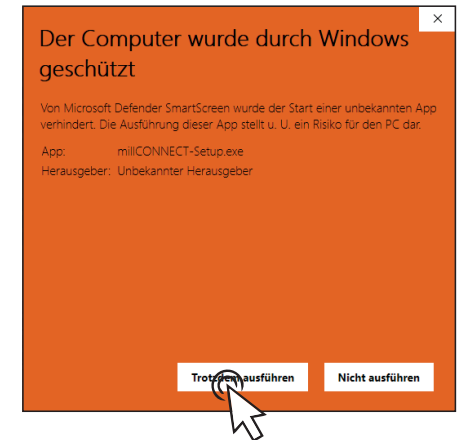 Der Computer wurde durch Windows
geschützt
Von Microsoft Defender SmartScreen wurde der Start einer unbekannten App
verhindert. Die Ausführung dieser App stellt u. U. ein Risiko für den PC dar.
App: millCONNECT-Setup.exe
Herausgeber: Unbekannter Herausgeber
Trotzdem ausführen Nicht ausführen